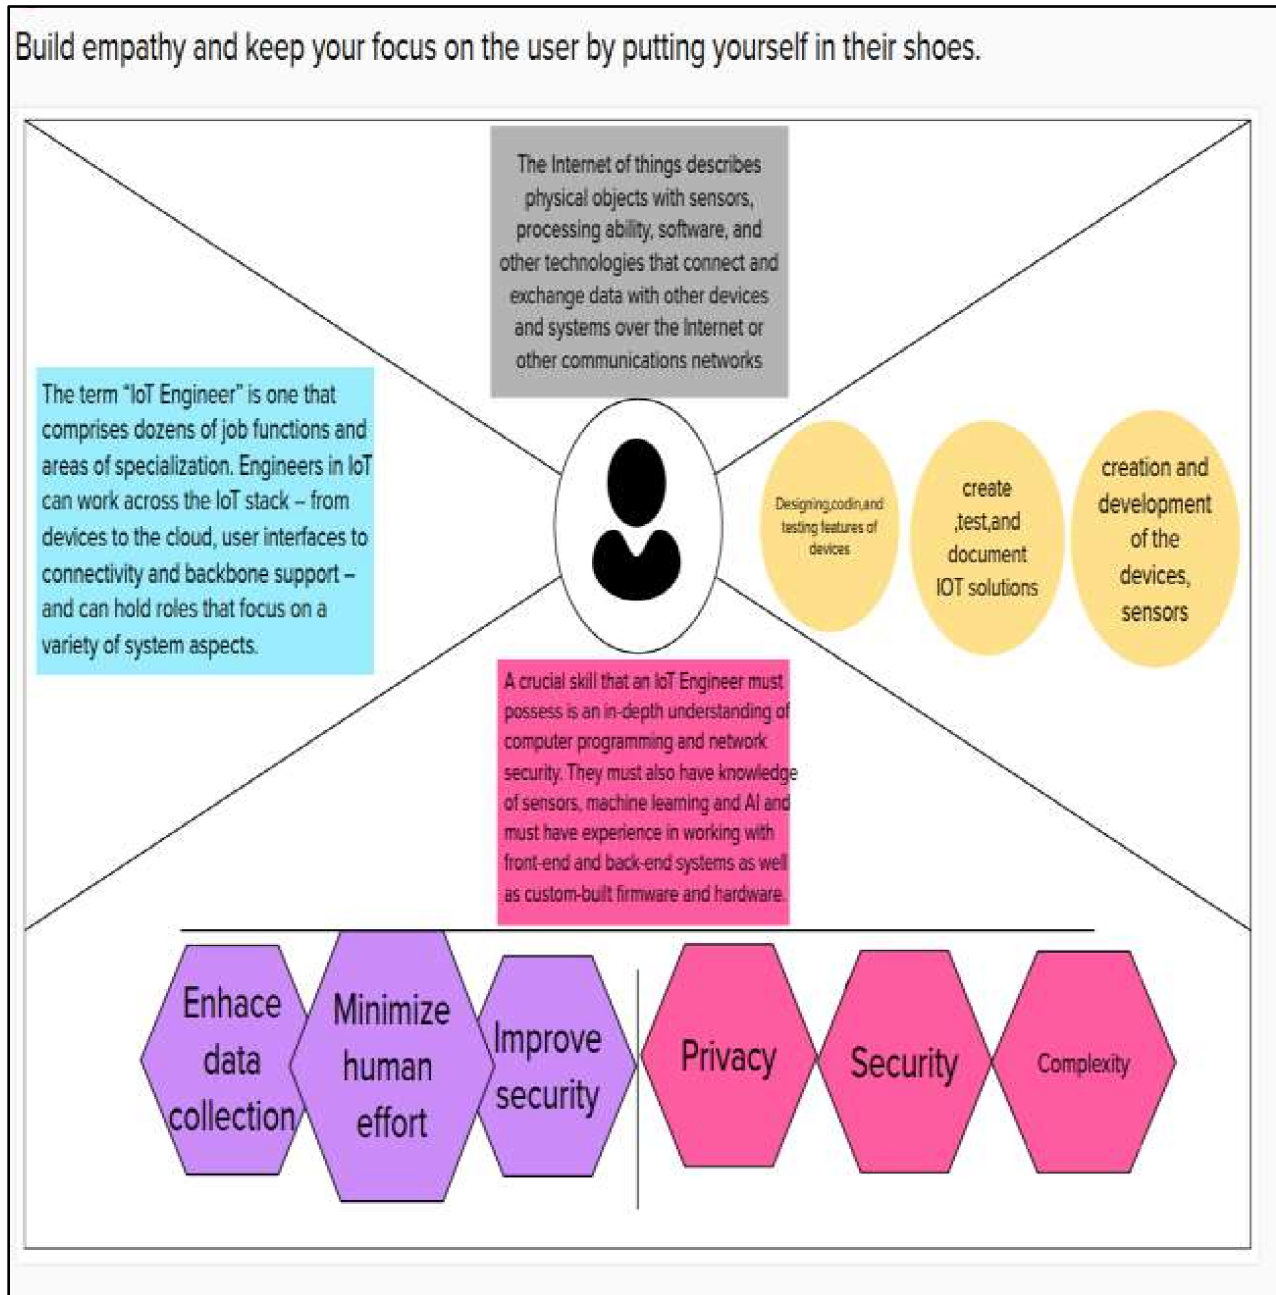 Build empathy and keep your focus on the user by putting yourself in their shoes.
The Internet of things describes
physical objects with sensors,
processing ability, software, and
other technologies that connect and
exchange data with other devices
and systems over the Internet or
other communications networks
The term “IoT Engineer” is one that
comprises dozens of job functions and
areas of specialization. Engineers in IoT
can work across the IoT stack – from
devices to the cloud, user interfaces to
connectivity and backbone support –
and can hold roles that focus on a
variety of system aspects.
Designing,codin,and
testing features of
devices
create
,test,and
document
IOT solutions
creation and
development
of the
devices,
sensors
A crucial skill that an IoT Engineer must
possess is an in-depth understanding of
computer programming and network
security. They must also have knowledge
of sensors, machine learning and AI and
must have experience in working with
front-end and back-end systems as well
as custom-built firmware and hardware.
Enhace
data
collection
Minimize
human
effort
Improve
security
Privacy
Security
Complexity